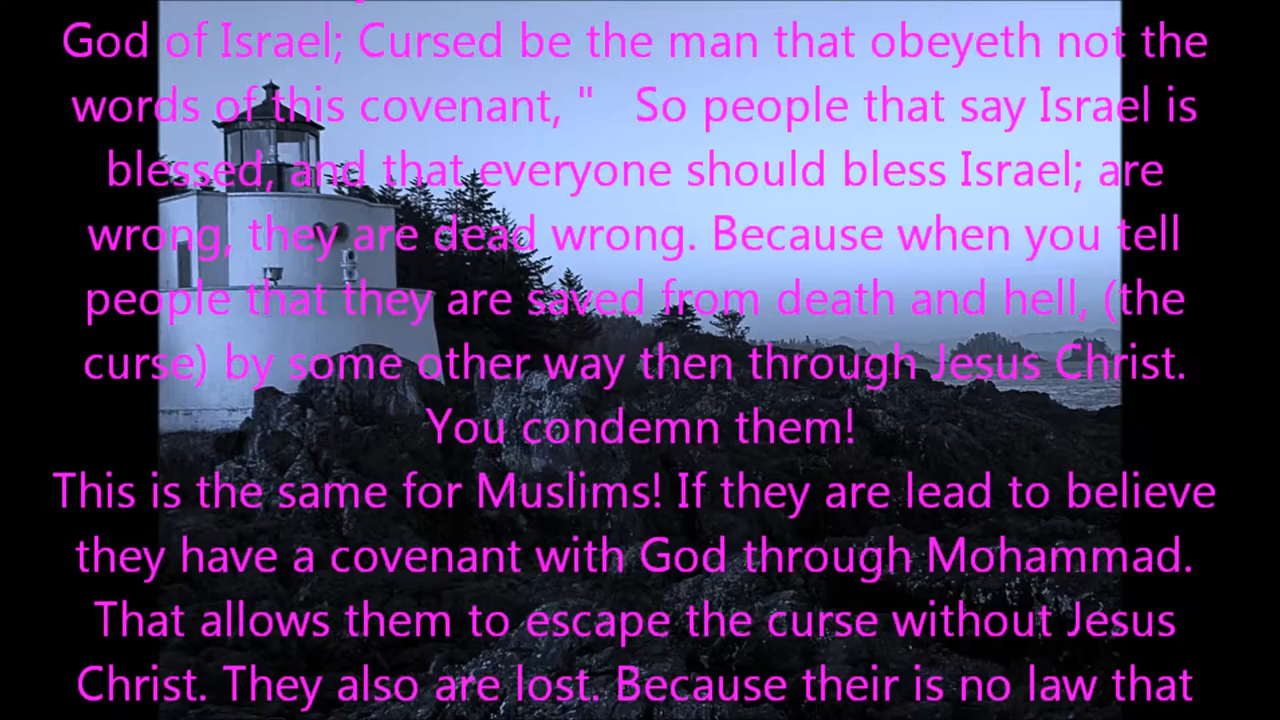 God of Israel; Cursed be the man that obeyeth not the
words of this covenant, "   So people that say Israel is
blessed, and that everyone should bless Israel; are
wrong, they are dead wrong. Because when you tell
people that they are saved from death and hell, (the
curse) by some other way then through Jesus Christ.
You condemn them!
This is the same for Muslims! If they are lead to believe
they have a covenant with God through Mohammad.
That allows them to escape the curse without Jesus
Christ. They also are lost. Because their is no law that